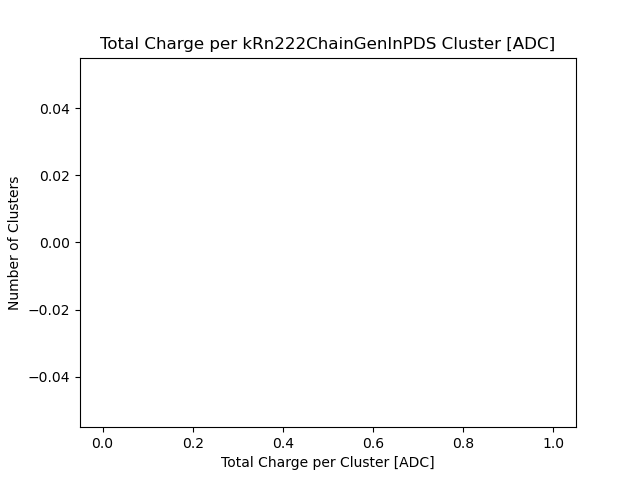 Total Charge per kRn222ChainGenInPDS Cluster [ADC]
0.04
0.02
0.00
−0.02
−0.04
Number of Clusters
0.0 0.2 0.4 0.6 0.8 1.0
Total Charge per Cluster [ADC]